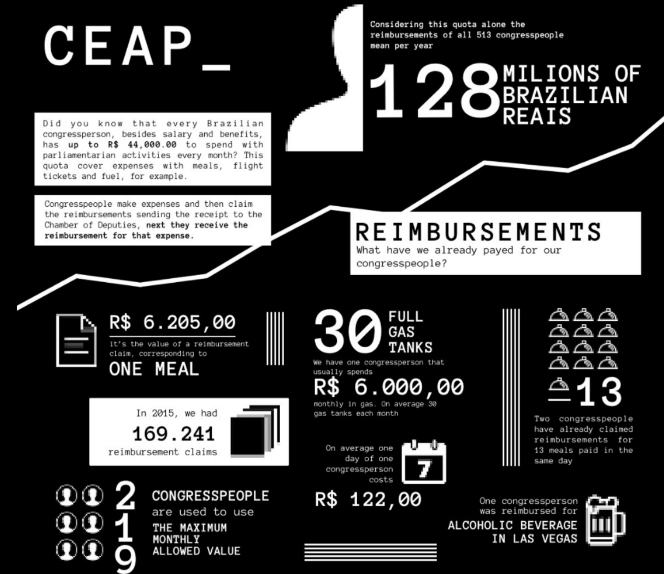 CEAP_
Considering this quota alone the
reimbursements of all 513 congresspeople
mean per year
128 MILIONS OF
BRAZILIAN
REAIS
Did you know that every Brazilian
congressperson, besides salary and benefits,
has up to R$ 44,000.00 to spend with
parliamentarian activities every month? This
quota cover expenses with meals, flight
tickets and fuel, for example.
Congresspeople make expenses and then claim
the reimbursements sending the receipt to the
Chamber of Deputies, next they receive the
reimbursement for that expense.
REIMBURSEMENTS
What have we already payed for our
congresspeople?
R$ 6.205,00
it's the value of a reimbursement
claim, corresponding to
ONE MEAL
In 2015, we had
169.241
reimbursement claims
219
CONGRESSPEOPLE
are used to use
THE MAXIMUM
MONTHLY
ALLOWED VALUE
30 FULL
GAS
TANKS
We have one congressperson that
usually spends
R$ 6.000,00
monthly in gas. On average 30
gas tanks each month
On average one
day of one
congressperson
costs
7
R$ 122,00
13
Two congresspeople
have already claimed
reimbursements for
13 meals paid in the
same day
One congressperson
was reimbursed for
ALCOHOLIC BEVERAGE
IN LAS VEGAS